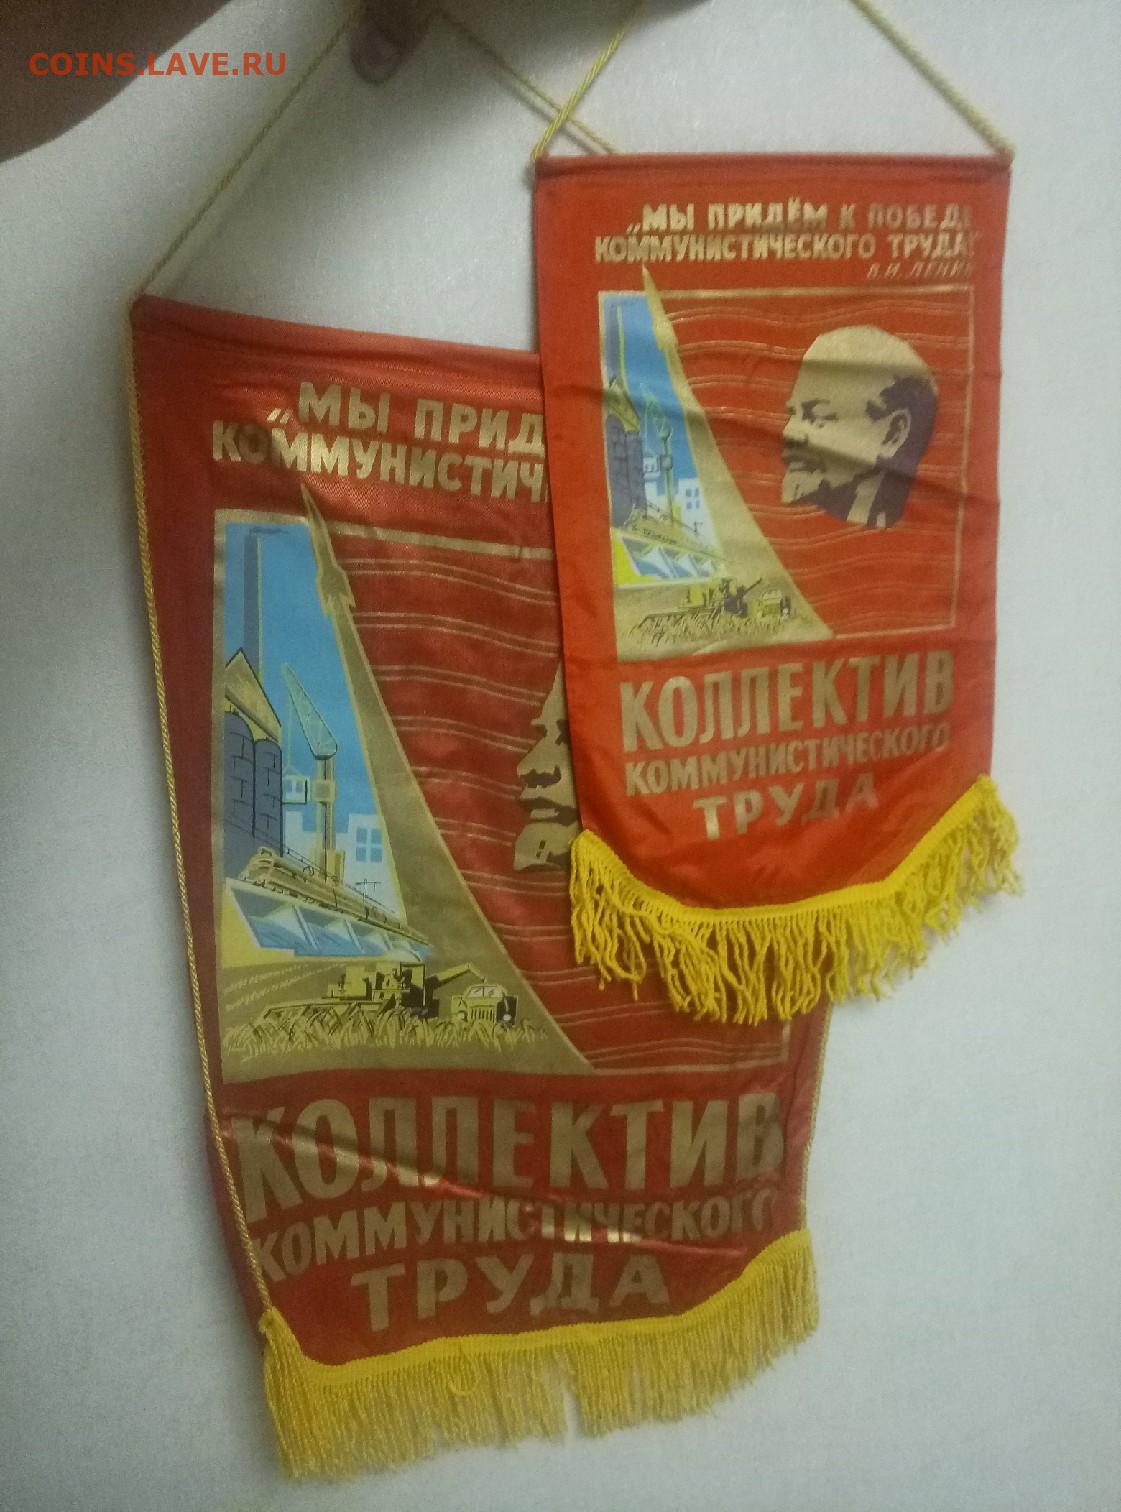 COINS.LAVE.RU
„МЫ ПРИДЁМ К ПОБЕДЕ
КОММУНИСТИЧЕСКОГО ТРУДА!
В.И. ЛЕНИН
КОЛЛЕКТИВ
КОММУНИСТИЧЕСКОГО
ТРУДА
„МЫ ПРИД
КОММУНИСТИЧ
КОЛЛЕКТИВ
КОММУНИСТИЧЕСКОГО
ТРУДА